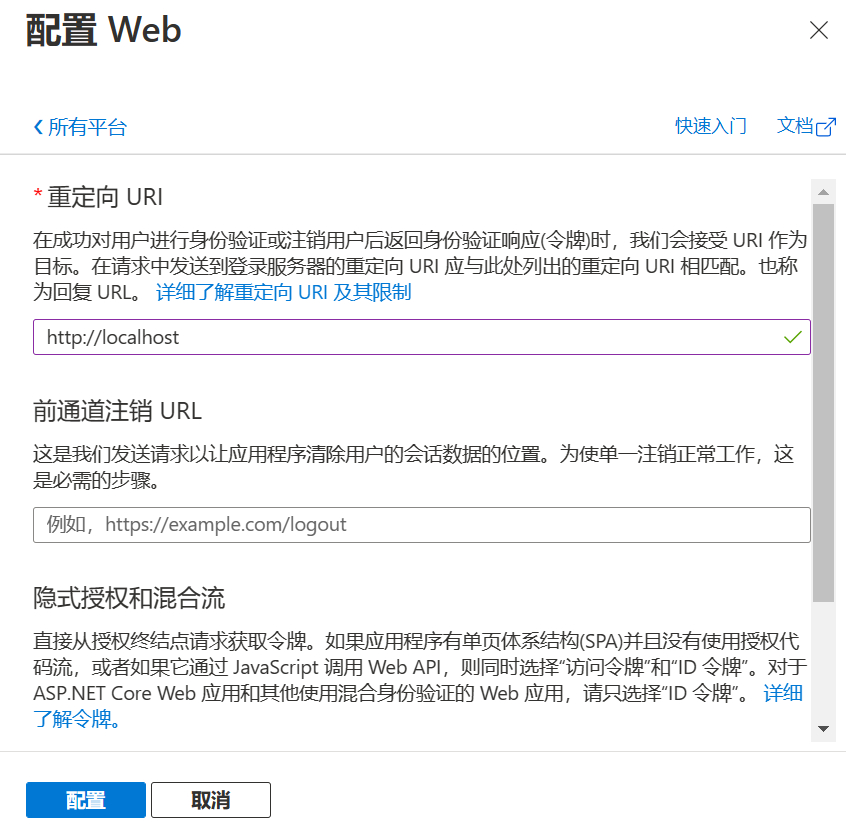 配置 Web
所有平台
快速入门
文档
* 重定向 URI
在成功对用户进行身份验证或注销用户后返回身份验证响应(令牌)时，我们会接受 URI 作为
目标。在请求中发送到登录服务器的重定向 URI 应与此处列出的重定向 URI 相匹配。也称
为回复 URL。 详细了解重定向 URI 及其限制
http://localhost
前通道注销 URL
这是我们发送请求以让应用程序清除用户的会话数据的位置。为使单一注销正常工作，这
是必需的步骤。
例如，https://example.com/logout
隐式授权和混合流
直接从授权终结点请求获取令牌。如果应用程序有单页体系结构(SPA)并且没有使用授权代
码流，或者如果它通过 JavaScript 调用 Web API，则同时选择“访问令牌”和“ID 令牌”。对于
ASP.NET Core Web 应用和其他使用混合身份验证的 Web 应用，请只选择“ID 令牌”。 详细
了解令牌。
配置
取消